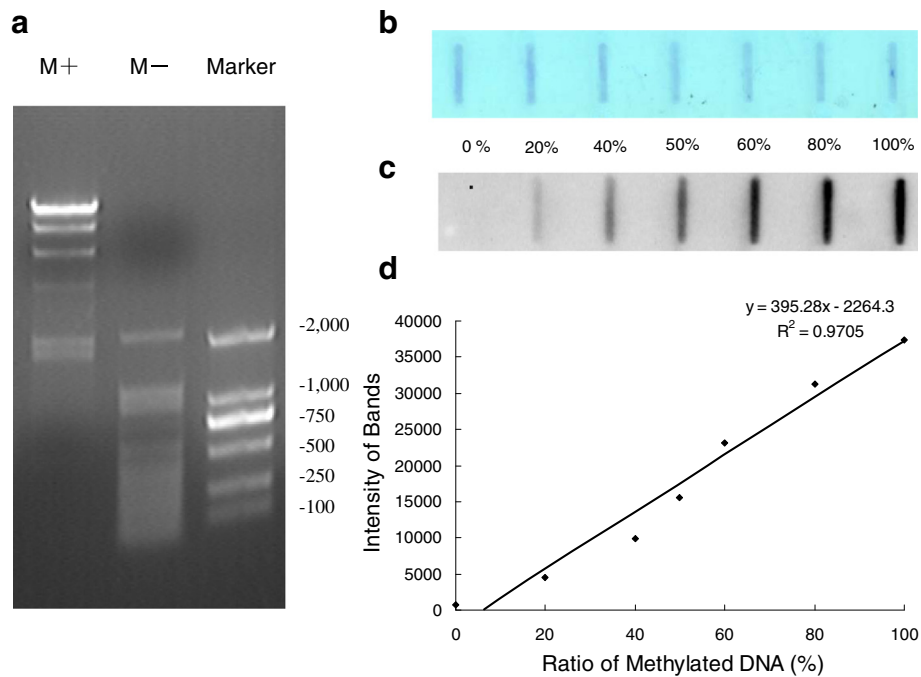 a
M+ M− Marker
-2,000
-1,000
-750
-500
-250
-100
b
0 % 20% 40% 50% 60% 80% 100%
c
d
y = 395.28x - 2264.3
R² = 0.9705
Intensity of Bands
40000
35000
30000
25000
20000
15000
10000
5000
0
0 20 40 60 80 100
Ratio of Methylated DNA (%)